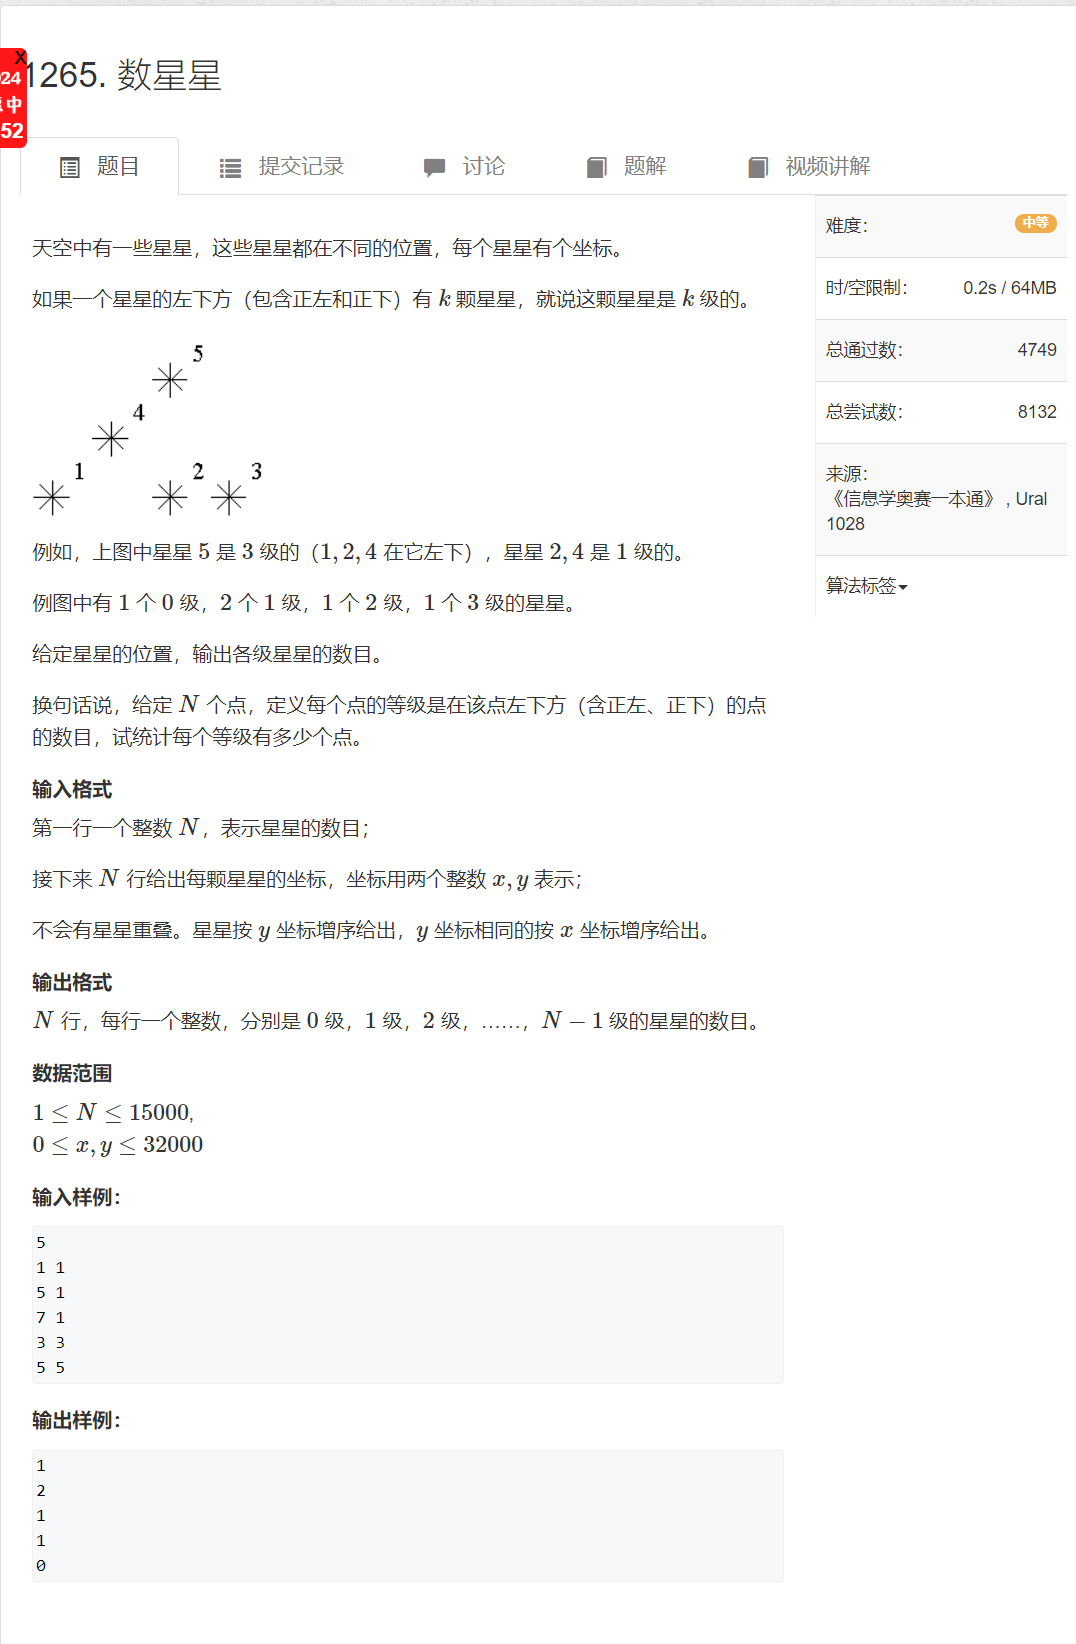 x
24
中
52
1265. 数星星
题目
提交记录
讨论
题解
视频讲解
天空中有一些星星，这些星星都在不同的位置，每个星星有个坐标。
如果一个星星的左下方（包含正左和正下）有 k 颗星星，就说这颗星星是 k 级的。
5
4
1
2
3
例如，上图中星星 5 是 3 级的（1, 2, 4 在它左下），星星 2, 4 是 1 级的。
例图中有 1 个 0 级，2 个 1 级，1 个 2 级，1 个 3 级的星星。
给定星星的位置，输出各级星星的数目。
换句话说，给定 N 个点，定义每个点的等级是在该点左下方（含正左、正下）的点
的数目，试统计每个等级有多少个点。
输入格式
第一行一个整数 N，表示星星的数目；
接下来 N 行给出每颗星星的坐标，坐标用两个整数 x, y 表示；
不会有星星重叠。星星按 y 坐标增序给出，y 坐标相同的按 x 坐标增序给出。
输出格式
N 行，每行一个整数，分别是 0 级，1 级，2 级，……，N − 1 级的星星的数目。
数据范围
1 ≤ N ≤ 15000,
0 ≤ x, y ≤ 32000
输入样例：
5
1 1
5 1
7 1
3 3
5 5
输出样例：
1
2
1
1
0
难度：
中等
时/空限制：
0.2s / 64MB
总通过数：
4749
总尝试数：
8132
来源：
《信息学奥赛一本通》 , Ural
1028
算法标签